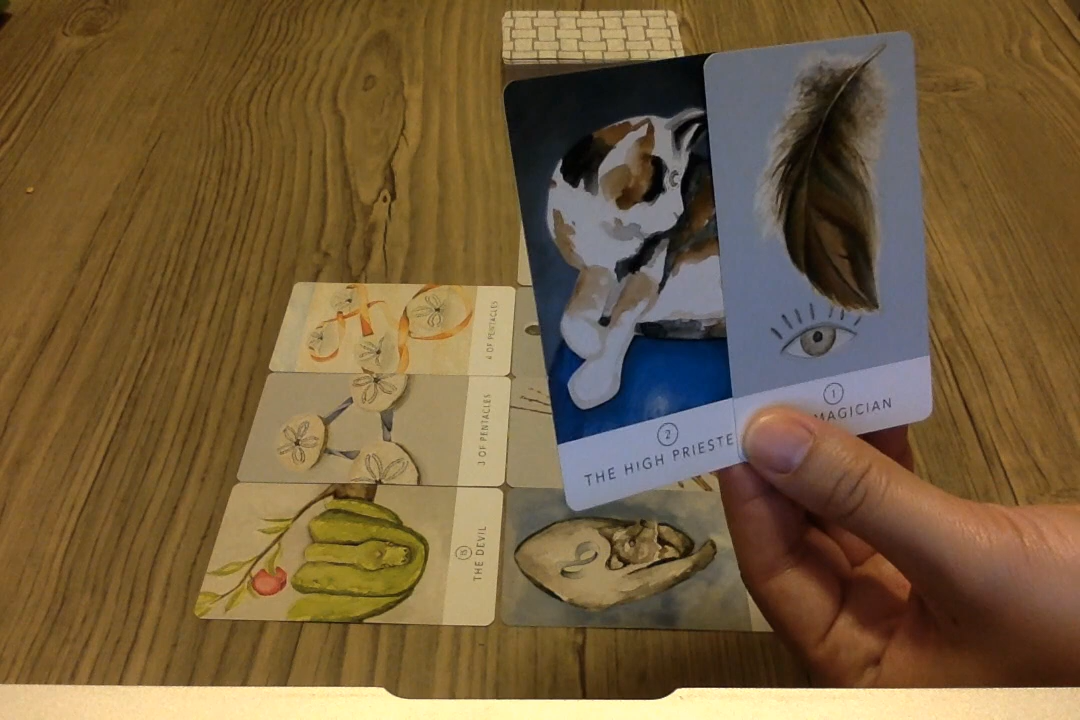 2
THE HIGH PRIESTE
1
MAGICIAN
6 OF PENTACLES
3 OF PENTACLES
15
THE DEVIL